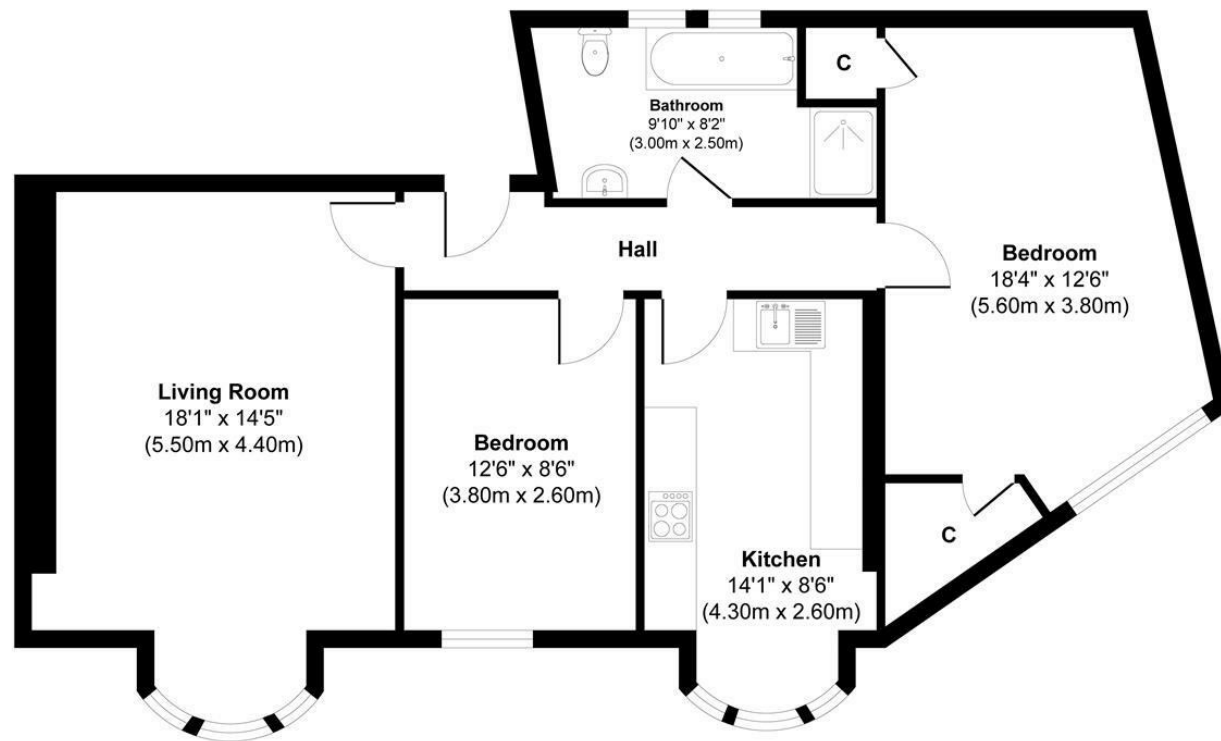 C
Bathroom
9'10" x 8'2"
(3.00m x 2.50m)
Hall
Bedroom
18'4" x 12'6"
(5.60m x 3.80m)
Living Room
18'1" x 14'5"
(5.50m x 4.40m)
Bedroom
12'6" x 8'6"
(3.80m x 2.60m)
Kitchen
14'1" x 8'6"
(4.30m x 2.60m)
C